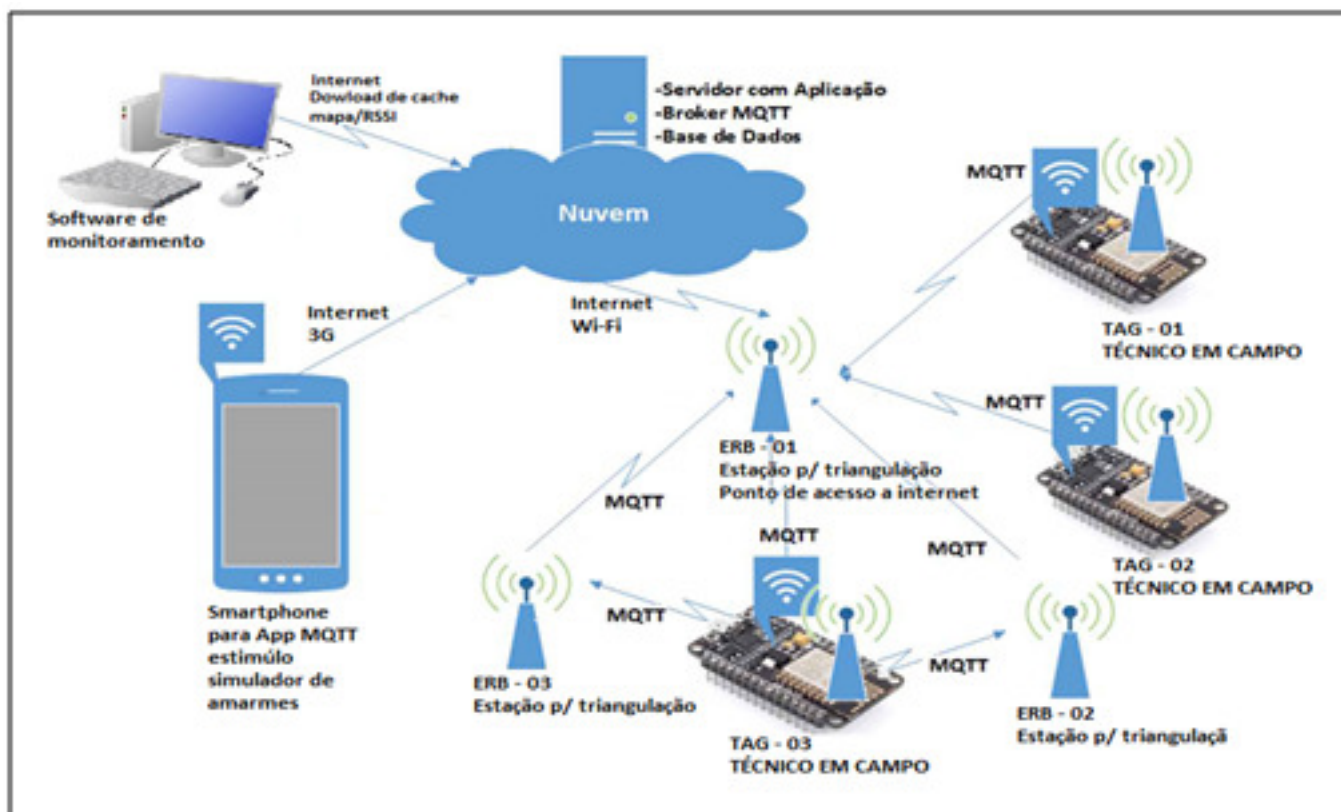 Internet
Dowload de cache
mapa/RSSI
-Servidor com Aplicação
-Broker MQTT
-Base de Dados
Software de
monitoramento
Nuvem
MQTT
TAG - 01
TÉCNICO EM CAMPO
Internet
3G
Internet
Wi-Fi
MQTT
ERB - 01
Estação p/ triangulação
Ponto de acesso a internet
TAG - 02
TÉCNICO EM CAMPO
MQTT
MQTT
MQTT
Smartphone
para App MQTT
estimúlo
simulador de
amarmes
MQTT
MQTT
ERB - 03
Estação p/ triangulação
TAG - 03
TÉCNICO EM CAMPO
ERB - 02
Estação p/ triangulaçã